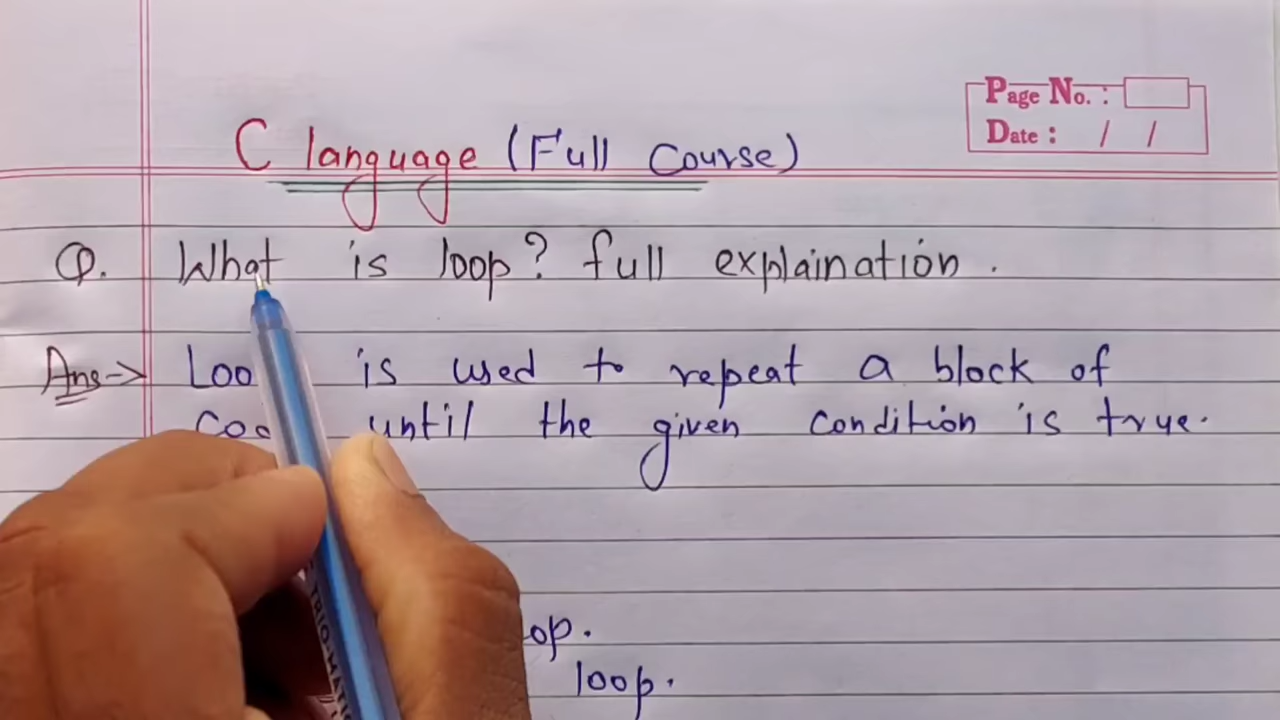 Page No. :
Date : / /
C language (Full Course)
Q. What is loop? full explaination.
Ans-> Loo is used to repeat a block of
Cod until the given condition is true.
op.
loop.